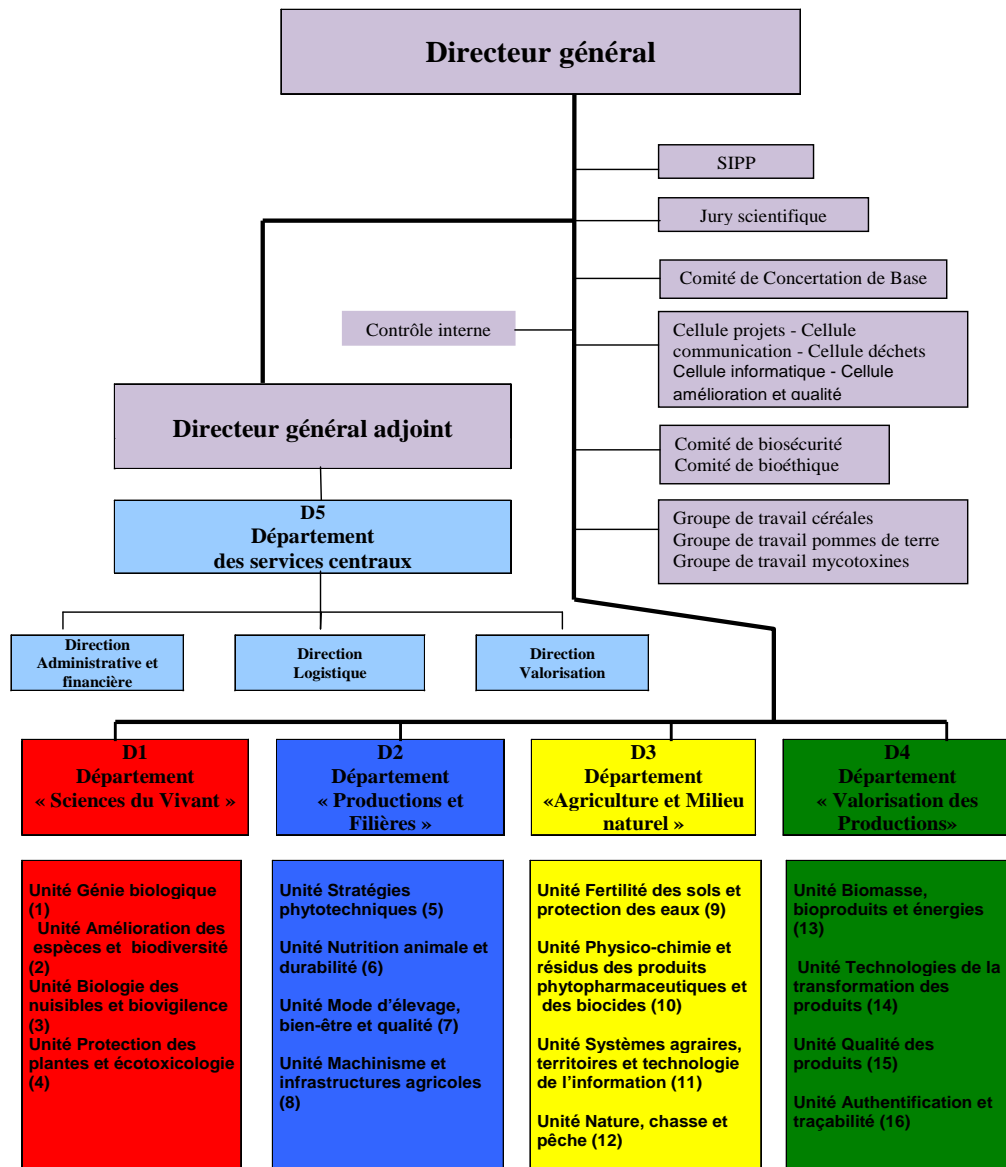 Directeur général
SIPP
Jury scientifique
Comité de Concertation de Base
Contrôle interne
Cellule projets - Cellule
communication - Cellule déchets
Cellule informatique - Cellule
amélioration et qualité
Directeur général adjoint
Comité de biosécurité
Comité de bioéthique
D5
Département
des services centraux
Groupe de travail céréales
Groupe de travail pommes de terre
Groupe de travail mycotoxines
Direction
Administrative et
financière
Direction
Logistique
Direction
Valorisation
D1
Département
« Sciences du Vivant »
D2
Département
« Productions et
Filières »
D3
Département
«Agriculture et Milieu
naturel »
D4
Département
« Valorisation des
Productions»
Unité Génie biologique
(1)
Unité Amélioration des
espèces et biodiversité
(2)
Unité Biologie des
nuisibles et biovigilence
(3)
Unité Protection des
plantes et écotoxicologie
(4)
Unité Stratégies
phytotechniques (5)
Unité Nutrition animale et
durabilité (6)
Unité Mode d'élevage,
bien-être et qualité (7)
Unité Machinisme et
infrastructures agricoles
(8)
Unité Fertilité des sols et
protection des eaux (9)
Unité Physico-chimie et
résidus des produits
phytopharmaceutiques et
des biocides (10)
Unité Systèmes agraires,
territoires et technologie
de l'information (11)
Unité Nature, chasse et
pêche (12)
Unité Biomasse,
bioproduits et énergies
(13)
Unité Technologies de la
transformation des
produits (14)
Unité Qualité des
produits (15)
Unité Authentification et
traçabilité (16)